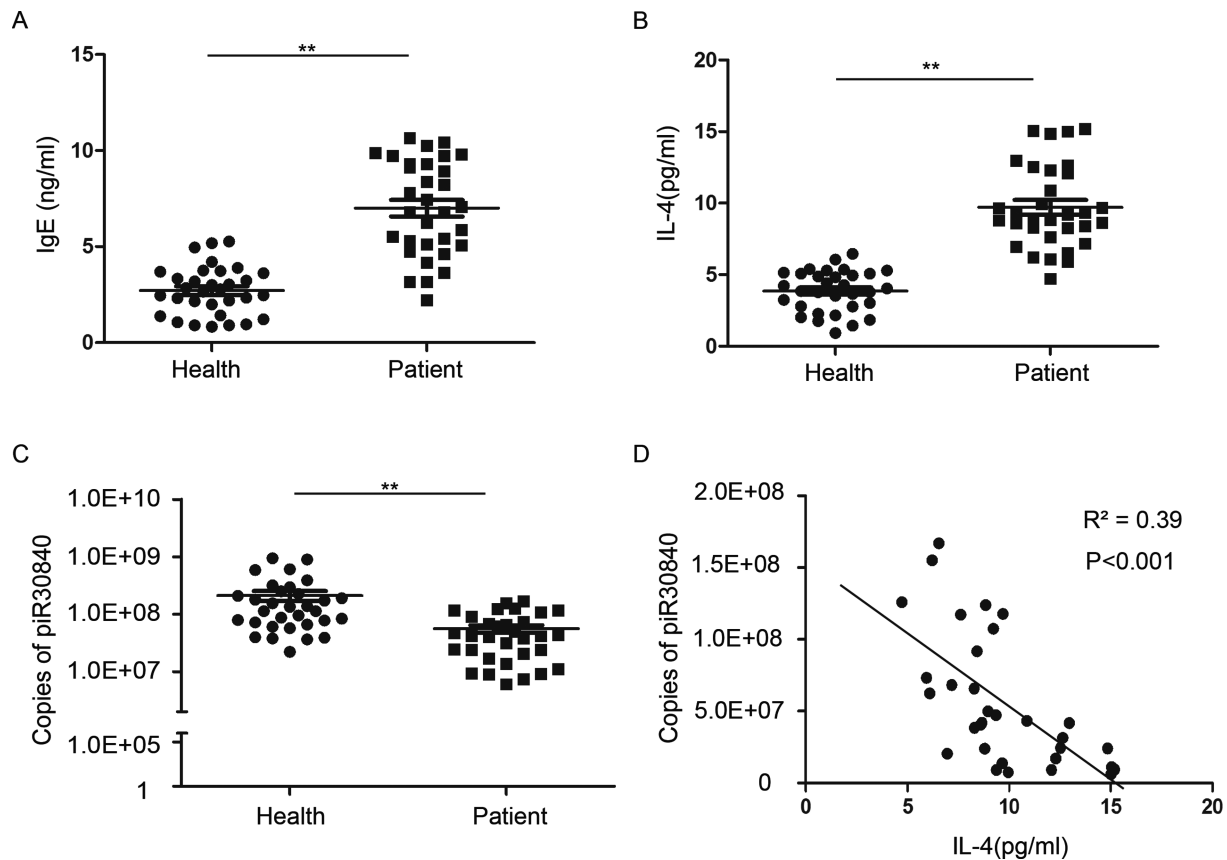 A
**
15
10
5
0
IgE (ng/ml)
Health
Patient
B
**
20
15
10
5
0
IL-4(pg/ml)
Health
Patient
C
**
1.0E+10
1.0E+09
1.0E+08
1.0E+07
1.0E+05
1
Copies of piR30840
Health
Patient
D
2.0E+08
1.5E+08
1.0E+08
5.0E+07
0
Copies of piR30840
R² = 0.39
P<0.001
0
5
10
15
20
IL-4(pg/ml)